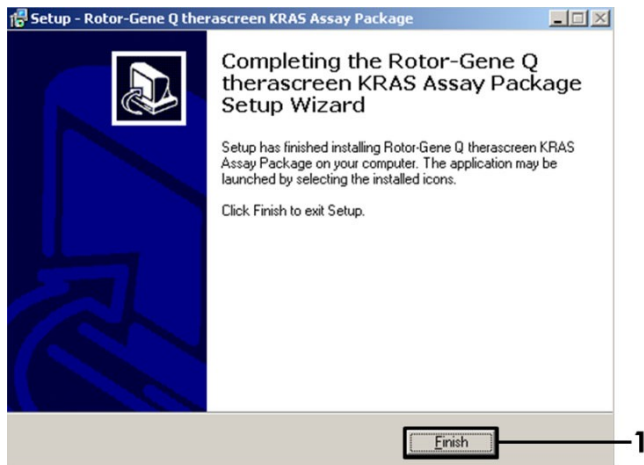 Setup - Rotor-Gene Q therascreen KRAS Assay Package
Completing the Rotor-Gene Q
therascreen KRAS Assay Package
Setup Wizard
Setup has finished installing Rotor-Gene Q therascreen KRAS
Assay Package on your computer. The application may be
launched by selecting the installed icons.
Click Finish to exit Setup.
Finish
1